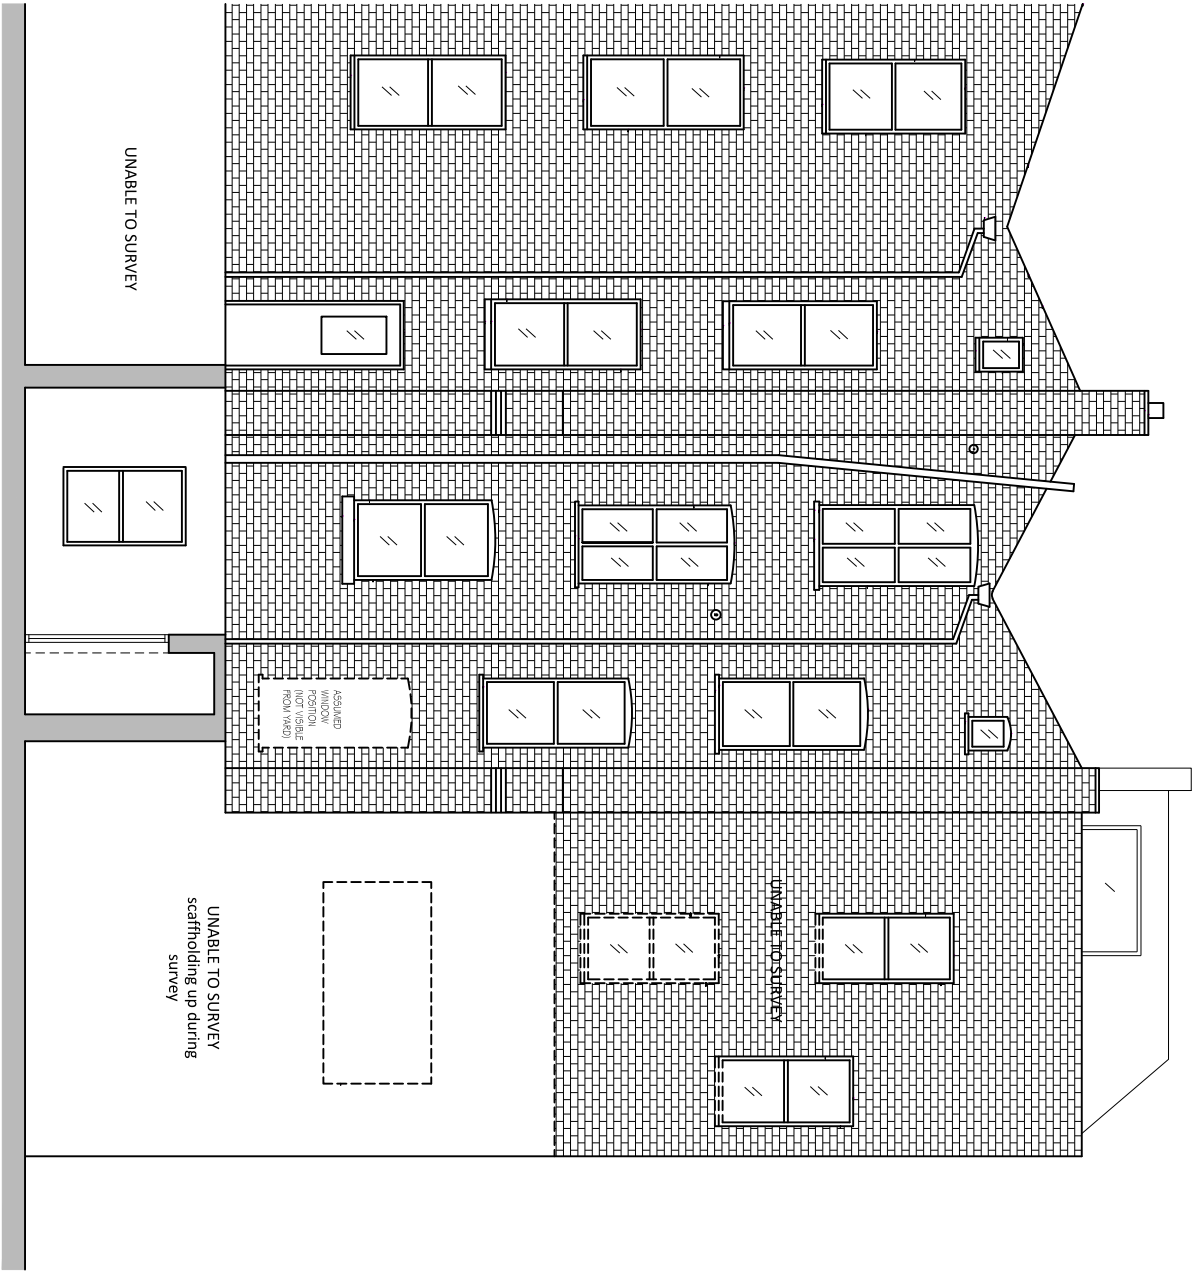 UNABLE TO SURVEY
ASSUMED
WINDOW
POSITION
(NOT VISIBLE
FROM YARD)
UNABLE TO SURVEY
UNABLE TO SURVEY
scaffholding up during
survey